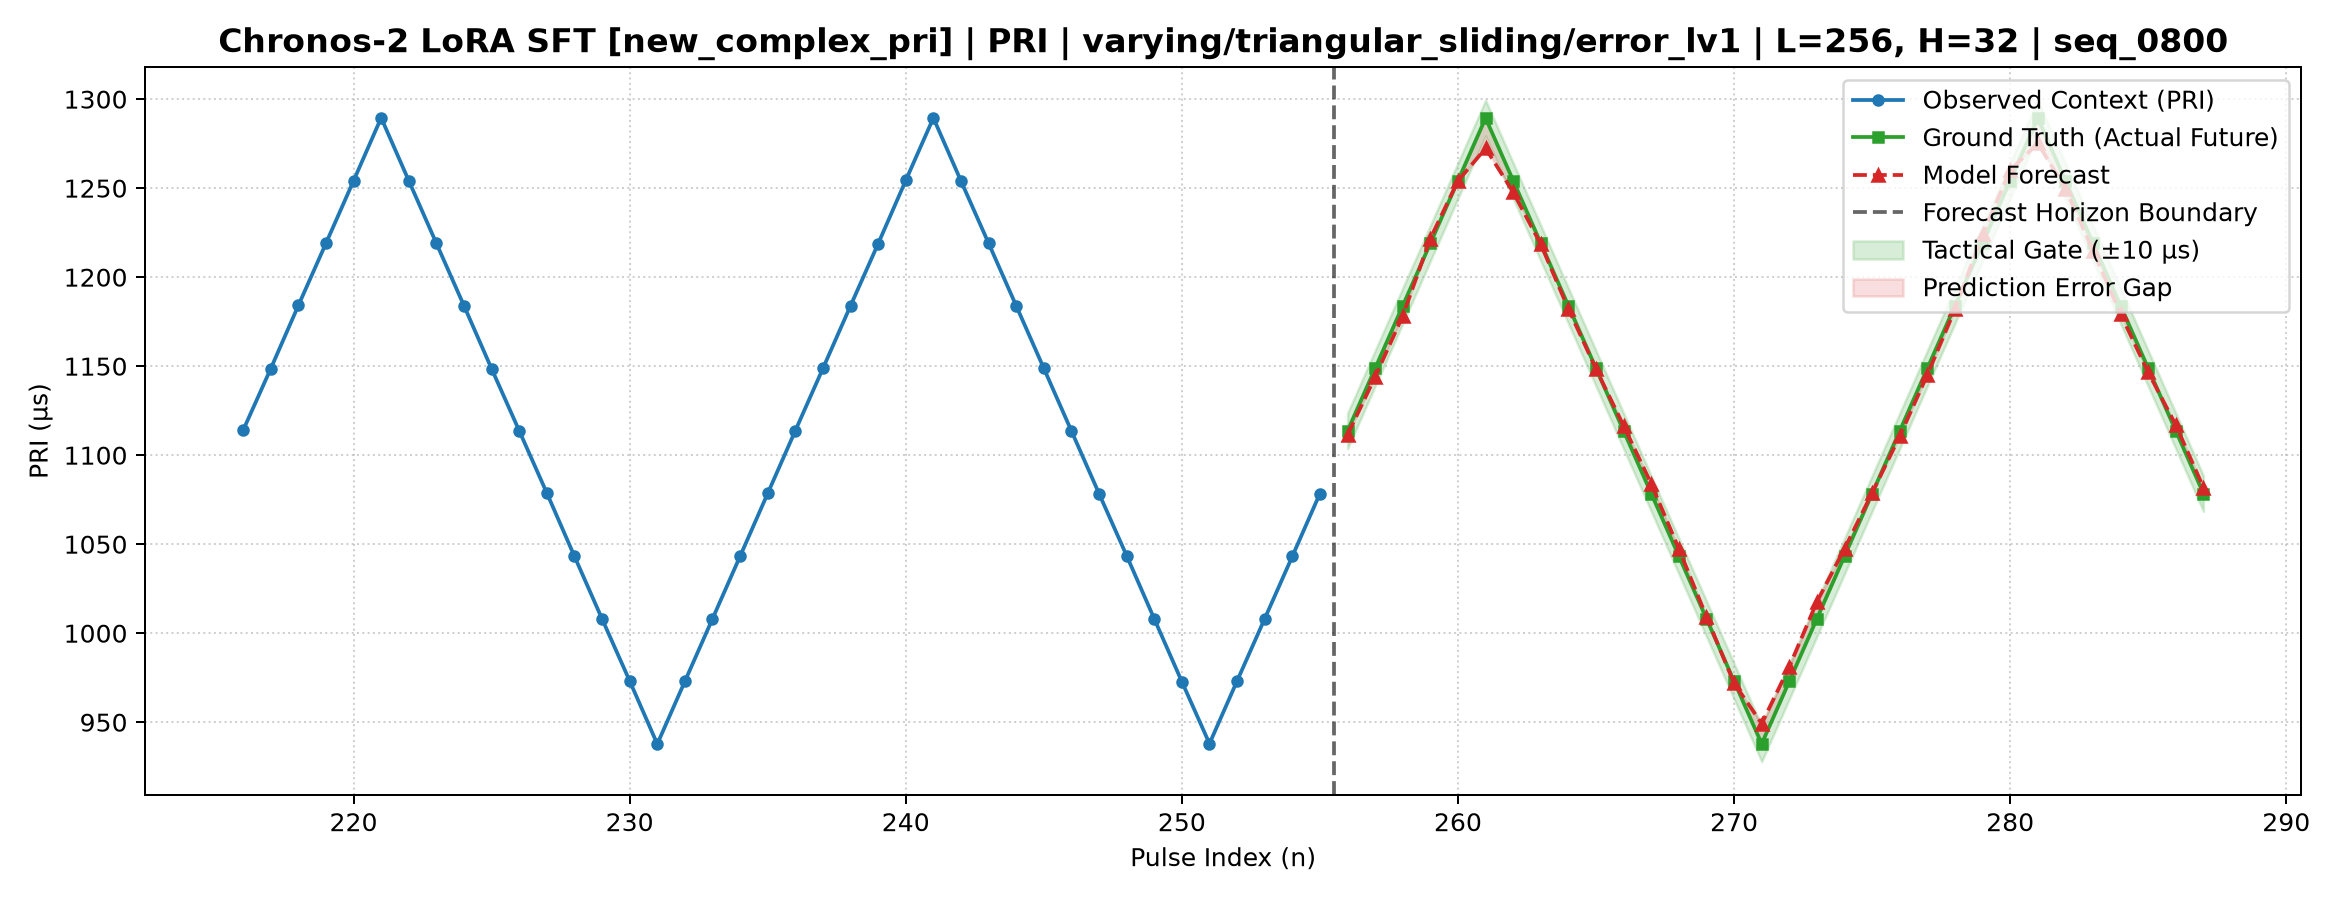 Chronos-2 LoRA SFT [new_complex_pri] | PRI | varying/triangular_sliding/error_lv1 | L=256, H=32 | seq_0800
1300
1250
1200
1150
1100
1050
1000
950
PRI (µs)
Observed Context (PRI)
Ground Truth (Actual Future)
Model Forecast
Forecast Horizon Boundary
Tactical Gate (±10 µs)
Prediction Error Gap
220
230
240
250
260
270
280
290
Pulse Index (n)